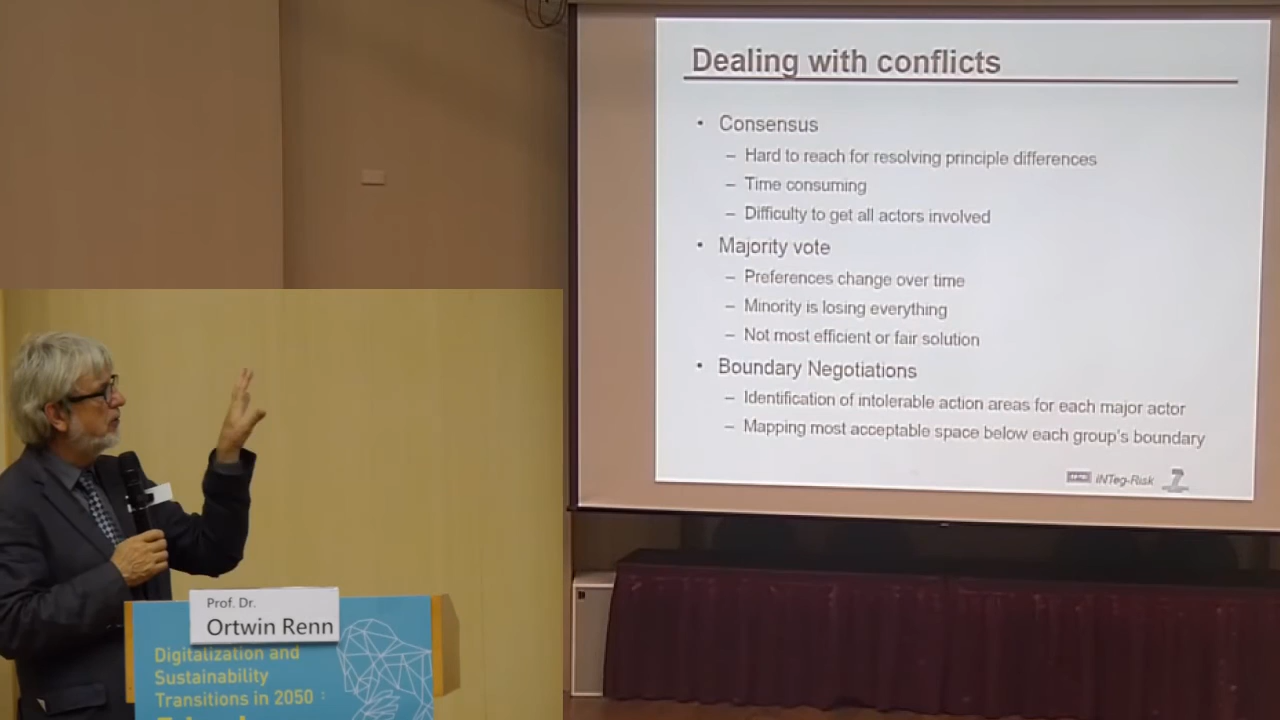 Dealing with conflicts
• Consensus
– Hard to reach for resolving principle differences
– Time consuming
– Difficulty to get all actors involved
• Majority vote
– Preferences change over time
– Minority is losing everything
– Not most efficient or fair solution
• Boundary Negotiations
– Identification of intolerable action areas for each major actor
– Mapping most acceptable space below each group's boundary
iNTeg-Risk
Prof. Dr.
Ortwin Renn
Digitalization and
Sustainability
Transitions in 2050 :